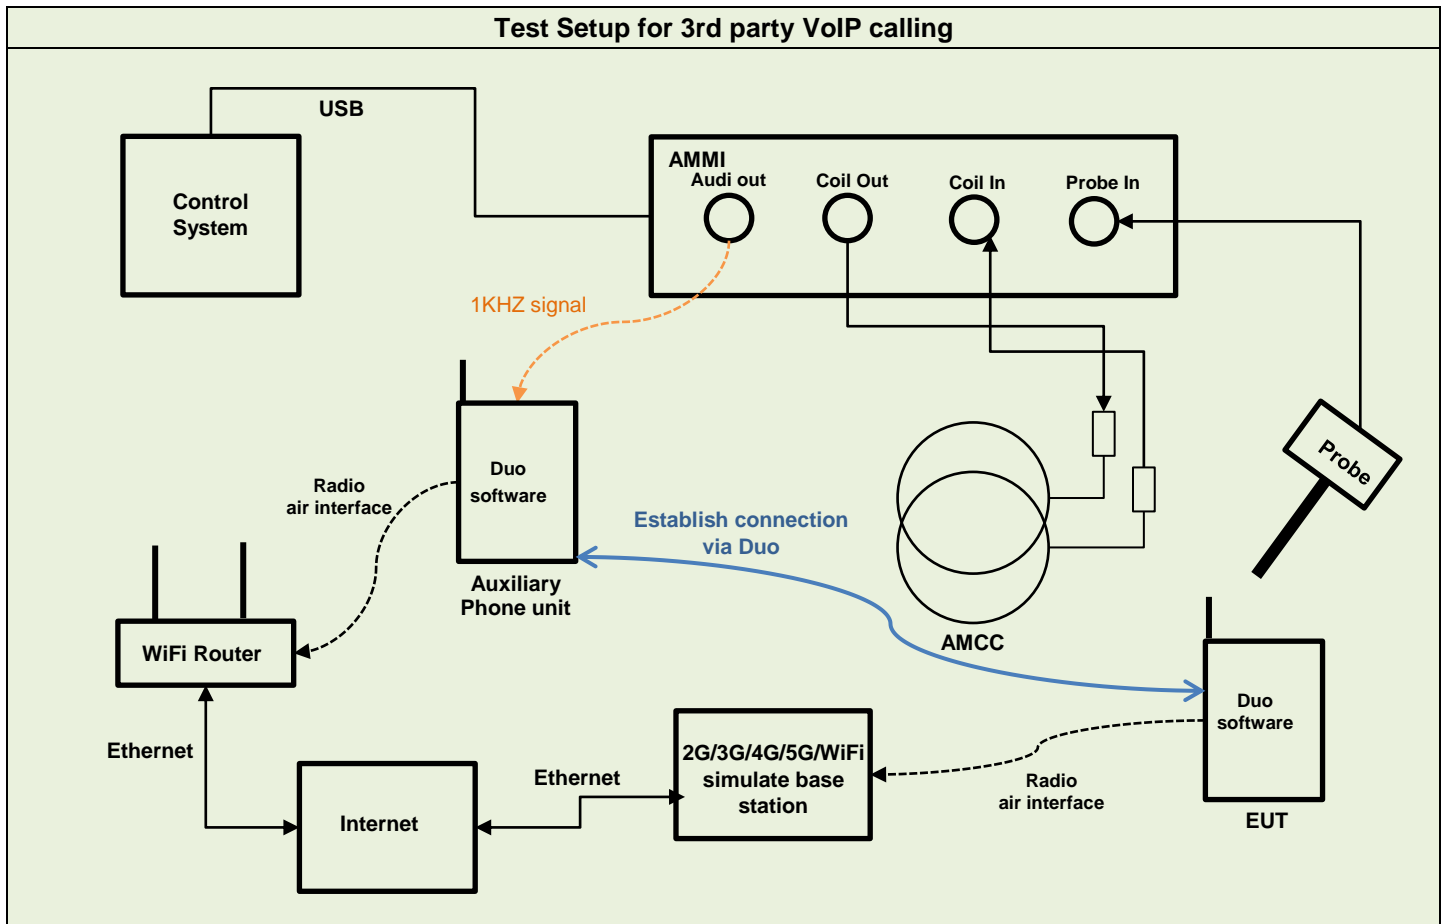 Test Setup for 3rd party VoIP calling
USB
Control
System
AMMI
Audi out
Coil Out
Coil In
Probe In
1KHZ signal
Probe
Duo
software
Radio
air interface
Establish connection
via Duo
Auxiliary
Phone unit
AMCC
WiFi Router
Duo
software
Ethernet
2G/3G/4G/5G/WiFi
simulate base
station
Ethernet
Radio
air interface
Internet
EUT